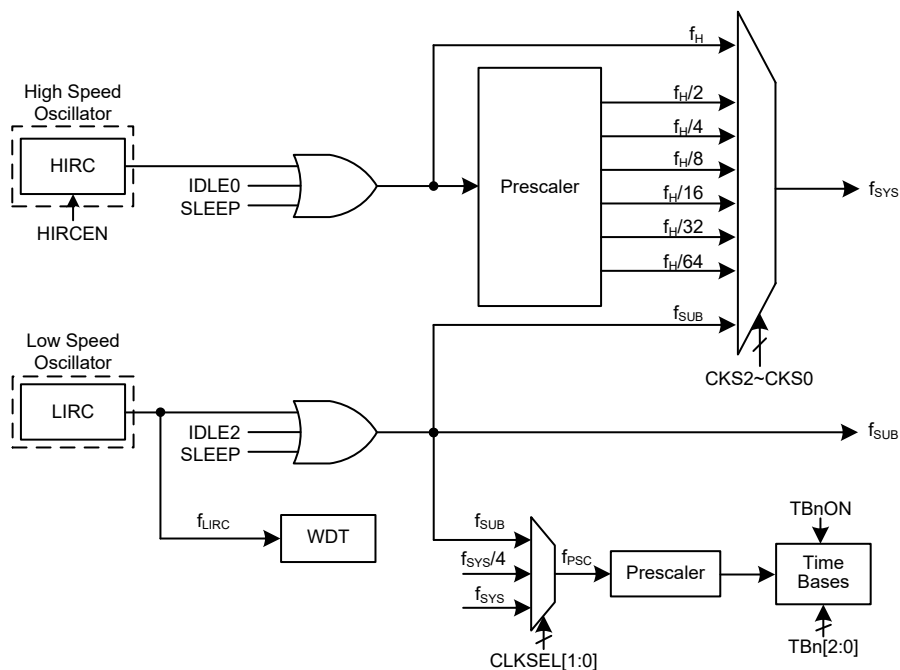 High Speed
Oscillator
HIRC
HIRCEN
IDLE0
SLEEP
Prescaler
fH
fH/2
fH/4
fH/8
fH/16
fH/32
fH/64
fSUB
fSYS
CKS2~CKS0
Low Speed
Oscillator
LIRC
IDLE2
SLEEP
fSUB
fLIRC
WDT
fSUB
fSYS/4
fSYS
CLKSEL[1:0]
fPSC
Prescaler
TBnON
Time
Bases
TBn[2:0]